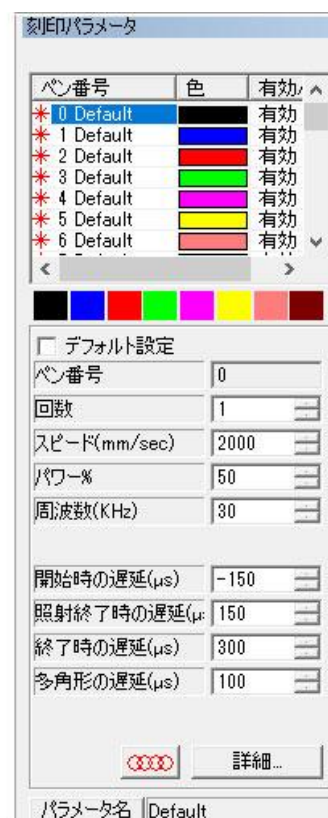 刻印パラメータ
ペン番号 色 有効
0 Default 有効
1 Default 有効
2 Default 有効
3 Default 有効
4 Default 有効
5 Default 有効
6 Default 有効
デフォルト設定
ペン番号 0
回数 1
スピード(mm/sec) 2000
パワー% 50
周波数(KHz) 30
開始時の遅延(μs) -150
照射終了時の遅延(μ 150
終了時の遅延(μs) 300
多角形の遅延(μs) 100
詳細...
パラメータ名 Default